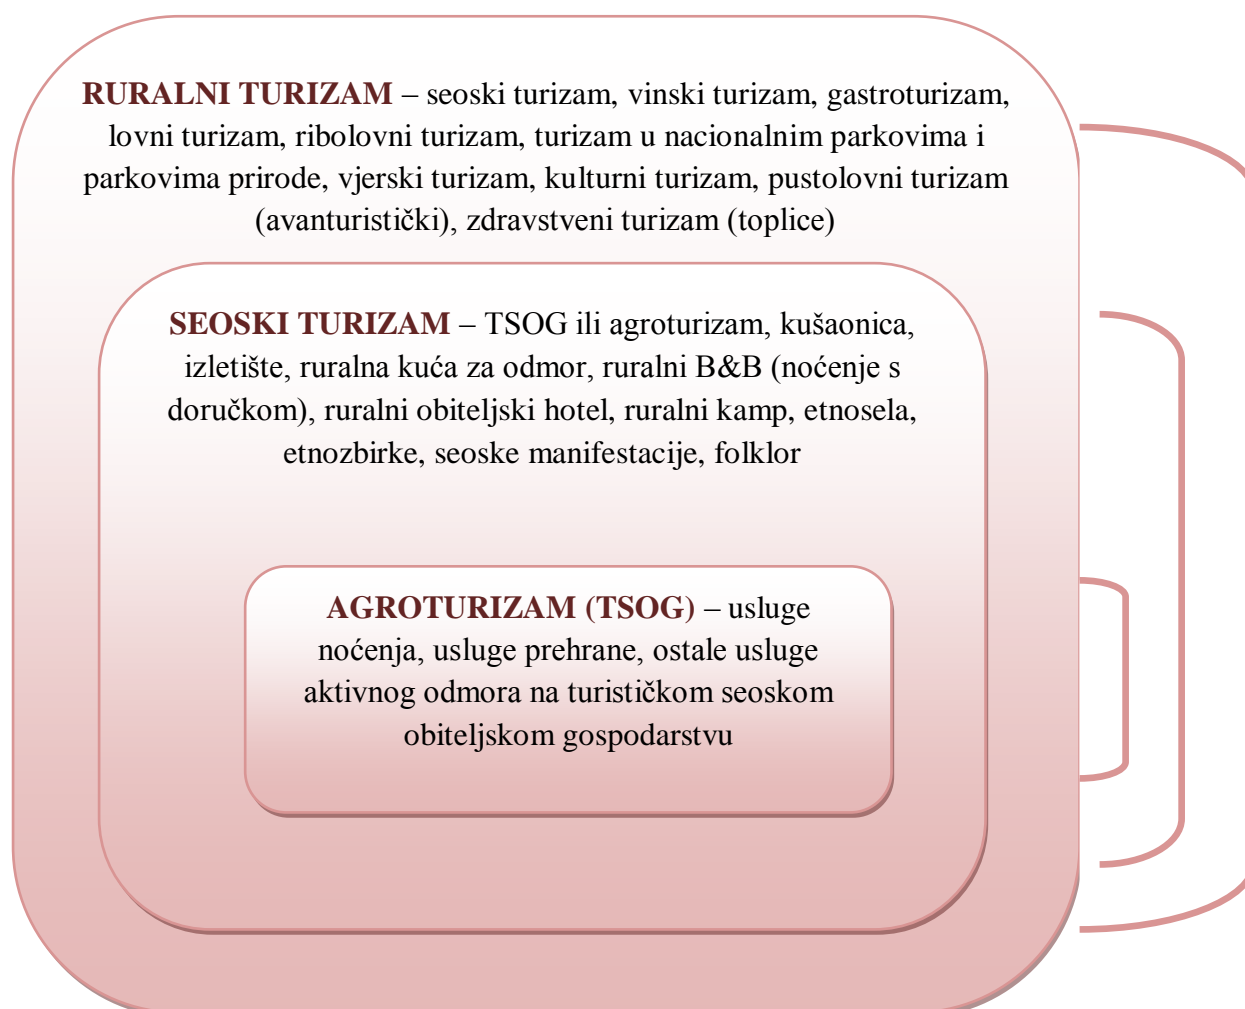 RURALNI TURIZAM – seoski turizam, vinski turizam, gastroturizam,
lovni turizam, ribolovni turizam, turizam u nacionalnim parkovima i
parkovima prirode, vjerski turizam, kulturni turizam, pustolovni turizam
(avanturistički), zdravstveni turizam (toplice)
SEOSKI TURIZAM – TSOG ili agroturizam, kušaonica,
izletište, ruralna kuća za odmor, ruralni B&B (noćenje s
doručkom), ruralni obiteljski hotel, ruralni kamp, etnosela,
etnozbirke, seoske manifestacije, folklor
AGROTURIZAM (TSOG) – usluge
noćenja, usluge prehrane, ostale usluge
aktivnog odmora na turističkom seoskom
obiteljskom gospodarstvu